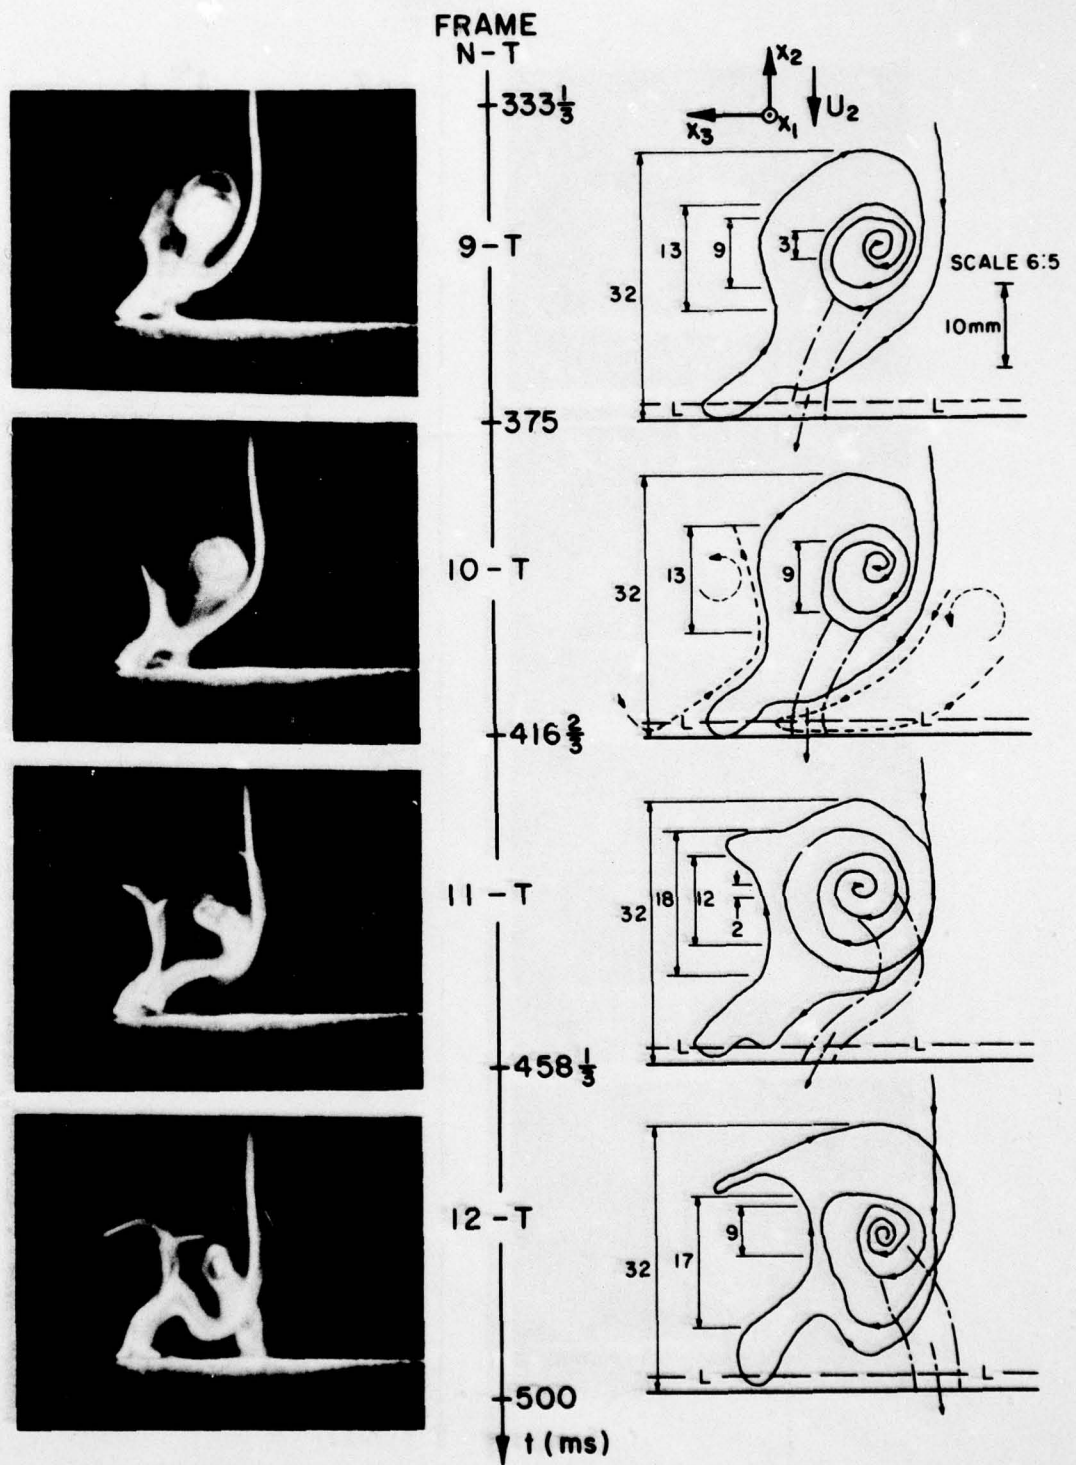 FRAME
N-T
333 1/3
9-T
375
10-T
416 2/3
11-T
458 1/3
12-T
500
t (ms)
x2
U2
x3
x1
32
13
9
3
SCALE 6:5
10mm
L
L
32
13
9
L
L
32
18
12
2
L
L
32
17
9
L
L